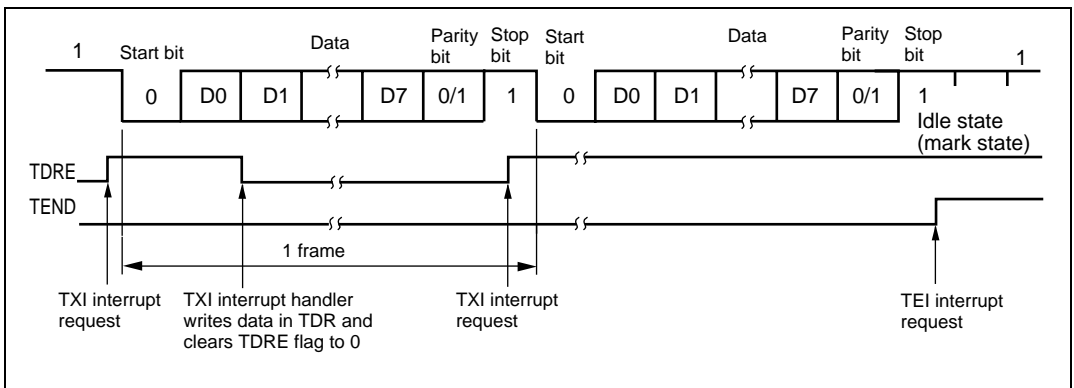 1 Start bit Data Parity bit Stop bit Start bit Data Parity bit Stop bit 1
0 D0 D1 D7 0/1 1 0 D0 D1 D7 0/1 1
Idle state
(mark state)
TDRE
TEND
1 frame
TXI interrupt
request
TXI interrupt handler
writes data in TDR and
clears TDRE flag to 0
TXI interrupt
request
TEI interrupt
request